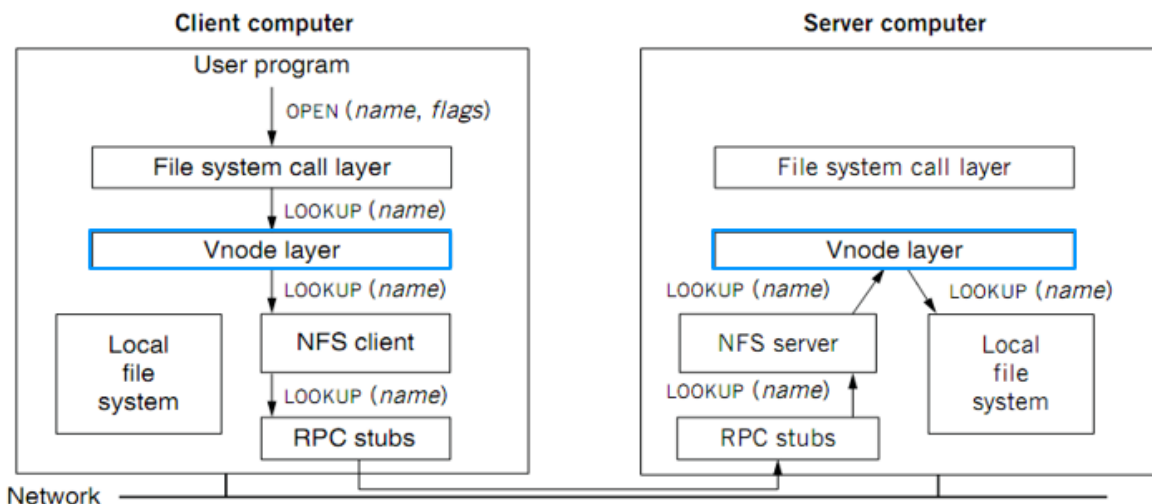 Client computer
Server computer
User program
OPEN (name, flags)
File system call layer
File system call layer
LOOKUP (name)
Vnode layer
Vnode layer
LOOKUP (name)
LOOKUP (name)
LOOKUP (name)
Local
file
system
NFS client
NFS server
Local
file
system
LOOKUP (name)
LOOKUP (name)
RPC stubs
RPC stubs
Network